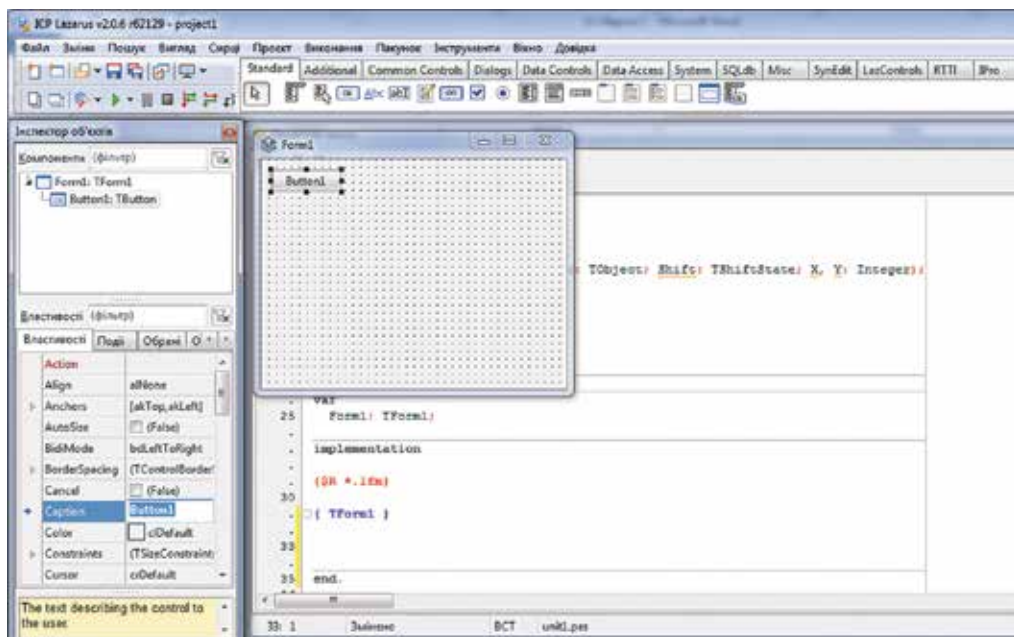 ІСР Lazarus v2.0.6 r62129 - project1
Файл Зміни Пошук Вигляд Сирці Проєкт Виконання Пакунок Інструменти Вікно Довідка
Standard Additional Common Controls Dialogs Data Controls Data Access System SQLdb Misc SynEdit LazControls RTTI IPro
Abc abI
Інспектор об'єктів
Компоненти (фільтр)
Form1: TForm1
Button1: TButton
Властивості (фільтр)
Властивості Події Обрані О
Action
Align alNone
Anchors [akTop,akLeft]
AutoSize (False)
BidiMode bdLeftToRight
BorderSpacing (TControlBorder
Cancel (False)
Caption Button1
Color clDefault
Constraints (TSizeConstraint
Cursor crDefault
The text describing the control to
the user.
Form1
Button1
TObject; Shift: TShiftState; X, Y: Integer);
var
25 Form1: TForm1;
implementation
{$R *.lfm}
30
{ TForm1 }
33
35 end.
33: 1 Змінено ВСТ unit1.pas